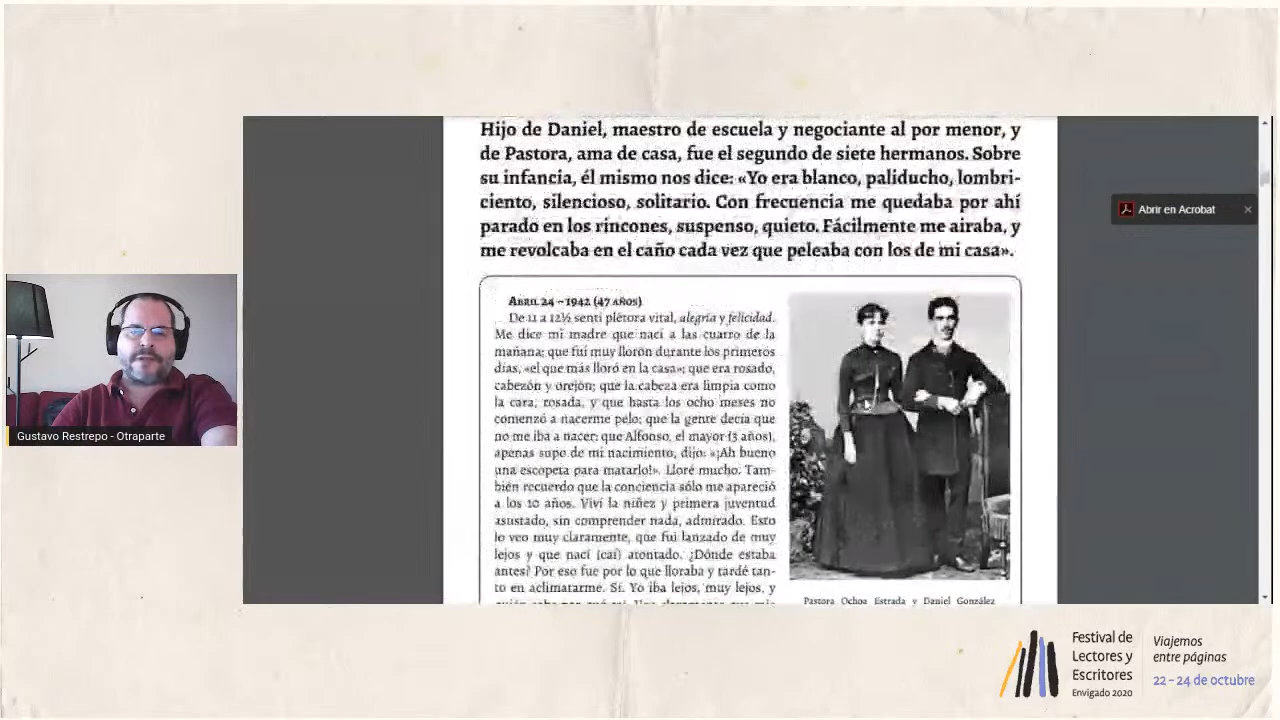 Hijo de Daniel, maestro de escuela y negociante al por menor, y
de Pastora, ama de casa, fue el segundo de siete hermanos. Sobre
su infancia, él mismo nos dice: «Yo era blanco, paliducho, lombri-
ciento, silencioso, solitario. Con frecuencia me quedaba por ahí
parado en los rincones, suspenso, quieto. Fácilmente me airaba, y
me revolcaba en el caño cada vez que peleaba con los de mi casa».
Abril 24 – 1942 (47 años)
De 11 a 12½ sentí plétora vital, alegría y felicidad.
Me dice mi madre que nací a las cuatro de la
mañana; que fui muy llorón durante los primeros
días, «el que más lloró en la casa»; que era rosado,
cabezón y orejón; que la cabeza era limpia como
la cara, rosada, y que hasta los ocho meses no
comenzó a nacerme pelo; que la gente decía que
no me iba a nacer; que Alfonso, el mayor (3 años),
apenas supo de mi nacimiento, dijo: «¡Ah bueno
una escopeta para matarlo!». Lloré mucho. Tam-
bién recuerdo que la conciencia sólo me apareció
a los 10 años. Viví la niñez y primera juventud
asustado, sin comprender nada, admirado. Esto
lo veo muy claramente, que fui lanzado de muy
lejos y que nací (caí) atontado. ¿Dónde estaba
antes? Por eso fue por lo que lloraba y tardé tan-
to en aclimatarme. Sí. Yo iba lejos, muy lejos, y
Pastora Ochoa Estrada y Daniel González
Abrir en Acrobat
Gustavo Restrepo - Otraparte
Festival de
Lectores y
Escritores
Envigado 2020
Viajemos
entre páginas
22 – 24 de octubre